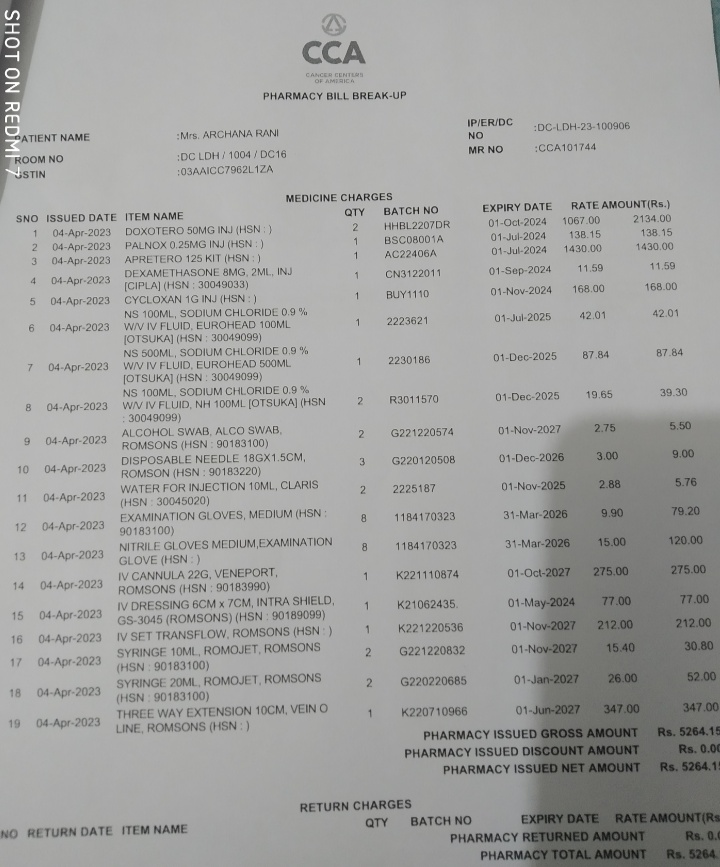 SHOT ON REDMI 7
CCA
CANCER CENTERS
OF AMERICA
PHARMACY BILL BREAK-UP
PATIENT NAME :Mrs. ARCHANA RANI IP/ER/DC NO :DC-LDH-23-100906
ROOM NO :DC LDH / 1004 / DC16 MR NO :CCA101744
GSTIN :03AAICC7962L1ZA
MEDICINE CHARGES
SNO ISSUED DATE ITEM NAME QTY BATCH NO EXPIRY DATE RATE AMOUNT(Rs.)
1 04-Apr-2023 DOXOTERO 50MG INJ (HSN : ) 2 HHBL2207DR 01-Oct-2024 1067.00 2134.00
2 04-Apr-2023 PALNOX 0.25MG INJ (HSN : ) 1 BSC08001A 01-Jul-2024 138.15 138.15
3 04-Apr-2023 APRETERO 125 KIT (HSN : ) 1 AC22406A 01-Jul-2024 1430.00 1430.00
4 04-Apr-2023 DEXAMETHASONE 8MG, 2ML, INJ
[CIPLA] (HSN : 30049033) 1 CN3122011 01-Sep-2024 11.59 11.59
5 04-Apr-2023 CYCLOXAN 1G INJ (HSN : ) 1 BUY1110 01-Nov-2024 168.00 168.00
6 04-Apr-2023 NS 100ML, SODIUM CHLORIDE 0.9 %
W/V IV FLUID, EUROHEAD 100ML
[OTSUKA] (HSN : 30049099) 1 2223621 01-Jul-2025 42.01 42.01
7 04-Apr-2023 NS 500ML, SODIUM CHLORIDE 0.9 %
W/V IV FLUID, EUROHEAD 500ML
[OTSUKA] (HSN : 30049099) 1 2230186 01-Dec-2025 87.84 87.84
8 04-Apr-2023 NS 100ML, SODIUM CHLORIDE 0.9 %
W/V IV FLUID, NH 100ML [OTSUKA] (HSN
: 30049099) 2 R3011570 01-Dec-2025 19.65 39.30
9 04-Apr-2023 ALCOHOL SWAB, ALCO SWAB,
ROMSONS (HSN : 90183100) 2 G221220574 01-Nov-2027 2.75 5.50
10 04-Apr-2023 DISPOSABLE NEEDLE 18GX1.5CM,
ROMSON (HSN : 90183220) 3 G220120508 01-Dec-2026 3.00 9.00
11 04-Apr-2023 WATER FOR INJECTION 10ML, CLARIS
(HSN : 30045020) 2 2225187 01-Nov-2025 2.88 5.76
12 04-Apr-2023 EXAMINATION GLOVES, MEDIUM (HSN :
90183100) 8 1184170323 31-Mar-2026 9.90 79.20
13 04-Apr-2023 NITRILE GLOVES MEDIUM,EXAMINATION
GLOVE (HSN : ) 8 1184170323 31-Mar-2026 15.00 120.00
14 04-Apr-2023 IV CANNULA 22G, VENEPORT,
ROMSONS (HSN : 90183990) 1 K221110874 01-Oct-2027 275.00 275.00
15 04-Apr-2023 IV DRESSING 6CM x 7CM, INTRA SHIELD,
GS-3045 (ROMSONS) (HSN : 90189099) 1 K21062435. 01-May-2024 77.00 77.00
16 04-Apr-2023 IV SET TRANSFLOW, ROMSONS (HSN : ) 1 K221220536 01-Nov-2027 212.00 212.00
17 04-Apr-2023 SYRINGE 10ML, ROMOJET, ROMSONS
(HSN : 90183100) 2 G221220832 01-Nov-2027 15.40 30.80
18 04-Apr-2023 SYRINGE 20ML, ROMOJET, ROMSONS
(HSN : 90183100) 2 G220220685 01-Jan-2027 26.00 52.00
19 04-Apr-2023 THREE WAY EXTENSION 10CM, VEIN O
LINE, ROMSONS (HSN : ) 1 K220710966 01-Jun-2027 347.00 347.00
PHARMACY ISSUED GROSS AMOUNT Rs. 5264.15
PHARMACY ISSUED DISCOUNT AMOUNT Rs. 0.00
PHARMACY ISSUED NET AMOUNT Rs. 5264.15
RETURN CHARGES
NO RETURN DATE ITEM NAME QTY BATCH NO EXPIRY DATE RATE AMOUNT(Rs
PHARMACY RETURNED AMOUNT Rs. 0.0
PHARMACY TOTAL AMOUNT Rs. 5264.